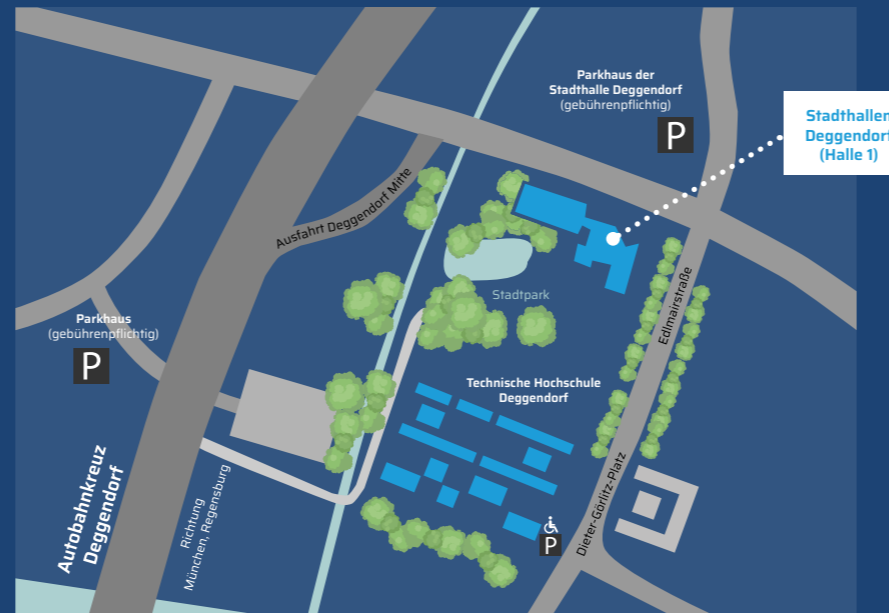 Parkhaus der
Stadthalle Deggendorf
(gebührenpflichtig)
P
Stadthallen
Deggendorf
(Halle 1)
Ausfahrt Deggendorf Mitte
Stadtpark
Edlmairstraße
Parkhaus
(gebührenpflichtig)
P
Technische Hochschule
Deggendorf
Autobahnkreuz
Deggendorf
Richtung
München, Regensburg
P
Dieter-Görlitz-Platz